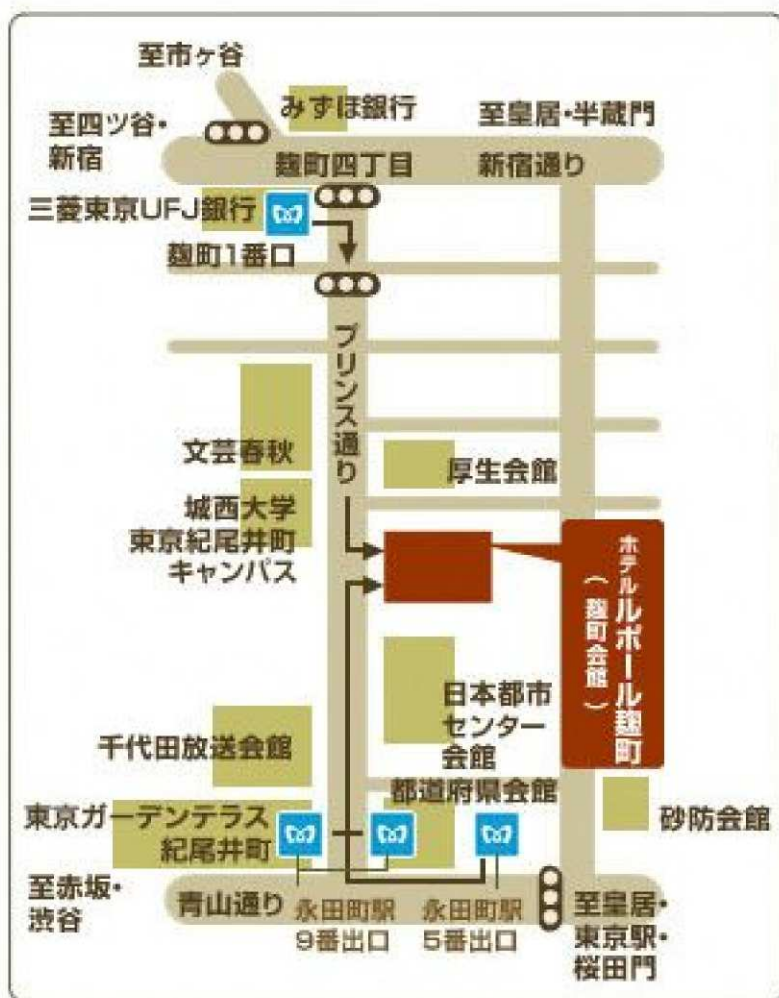 至市ヶ谷
みずほ銀行
至四ツ谷・
新宿
至皇居・半蔵門
麹町四丁目
新宿通り
三菱東京UFJ銀行
麹町1番口
プリンス通り
文芸春秋
厚生会館
城西大学
東京紀尾井町
キャンパス
ホテルルポール麹町
(麹町会館)
日本都市
センター
会館
千代田放送会館
都道府県会館
東京ガーデンテラス
紀尾井町
砂防会館
至赤坂・
渋谷
青山通り
永田町駅
9番出口
永田町駅
5番出口
至皇居・
東京駅・
桜田門